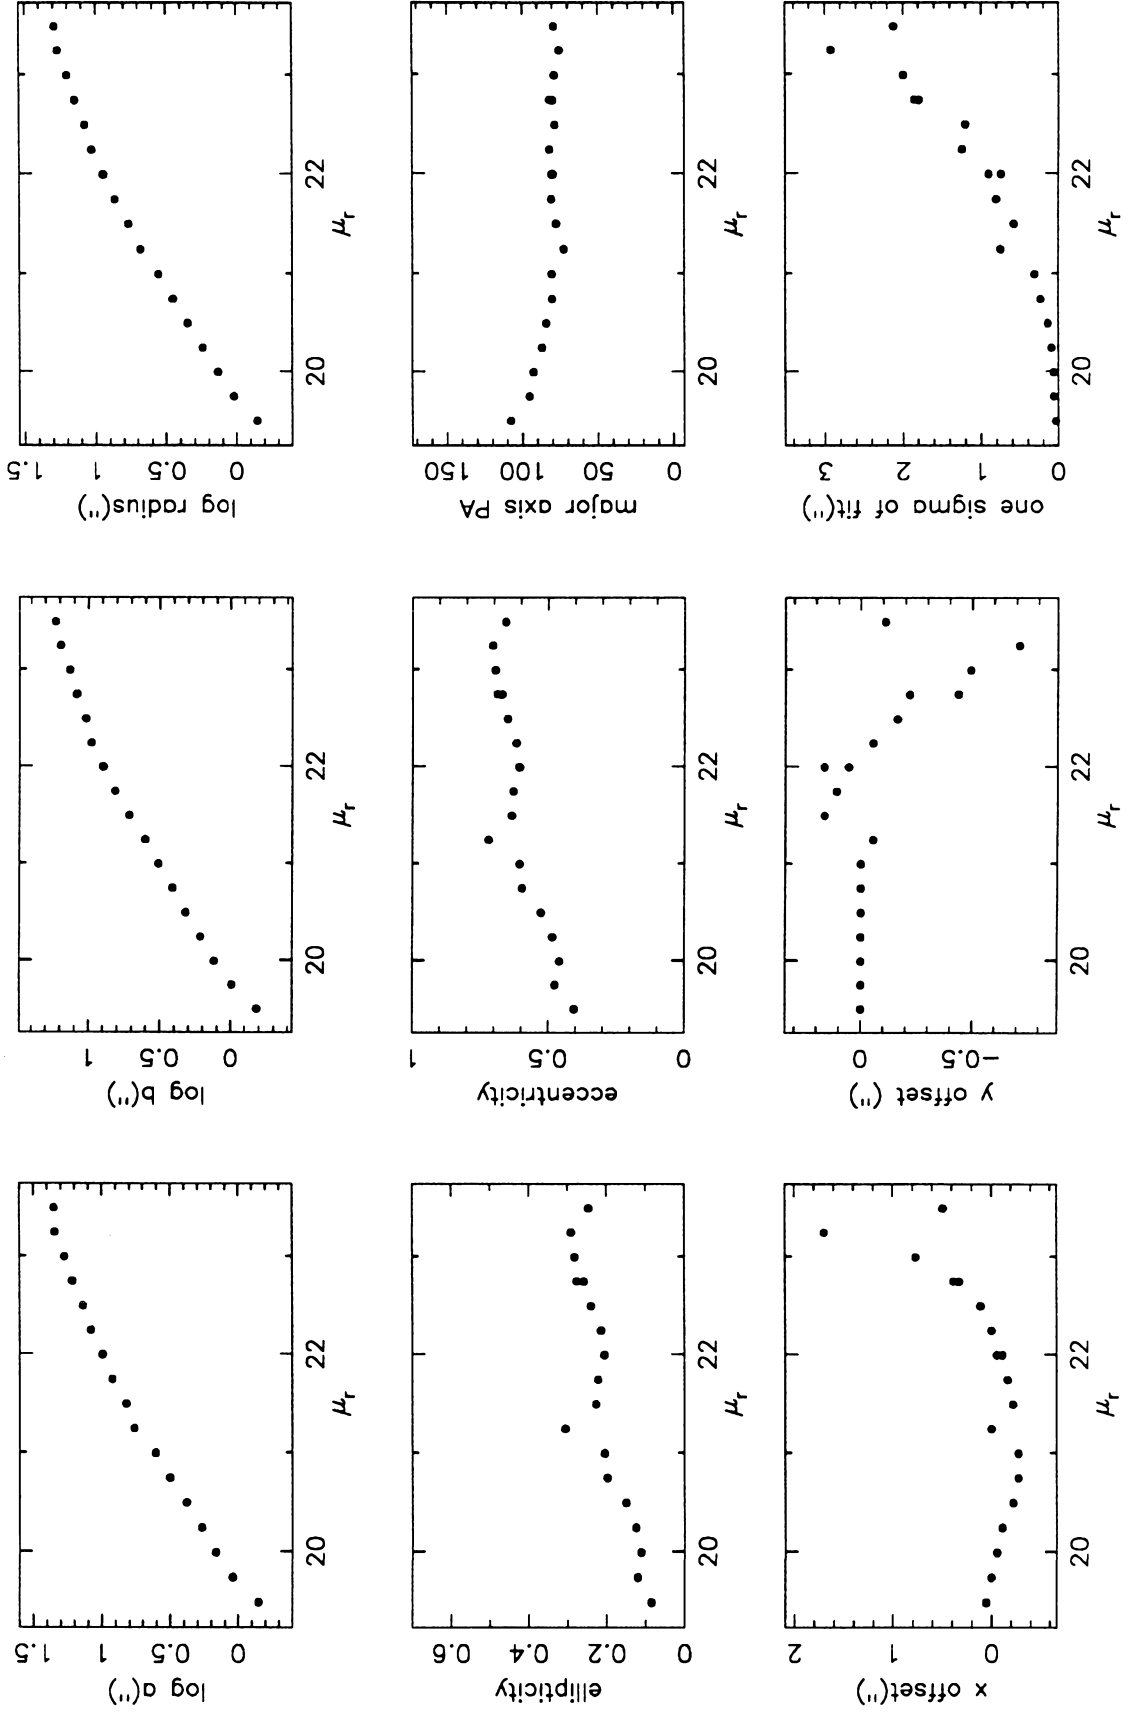 log a(")
1.5
1
0.5
0
20
22
μr
log b(")
1
0.5
0
20
22
μr
log radius(")
1.5
1
0.5
0
20
22
μr
ellipticity
0.6
0.4
0.2
0
20
22
μr
eccentricity
1
0.5
0
20
22
μr
major axis PA
150
100
50
0
20
22
μr
x offset(")
2
1
0
20
22
μr
y offset (")
0
-0.5
20
22
μr
one sigma of fit(")
3
2
1
0
20
22
μr